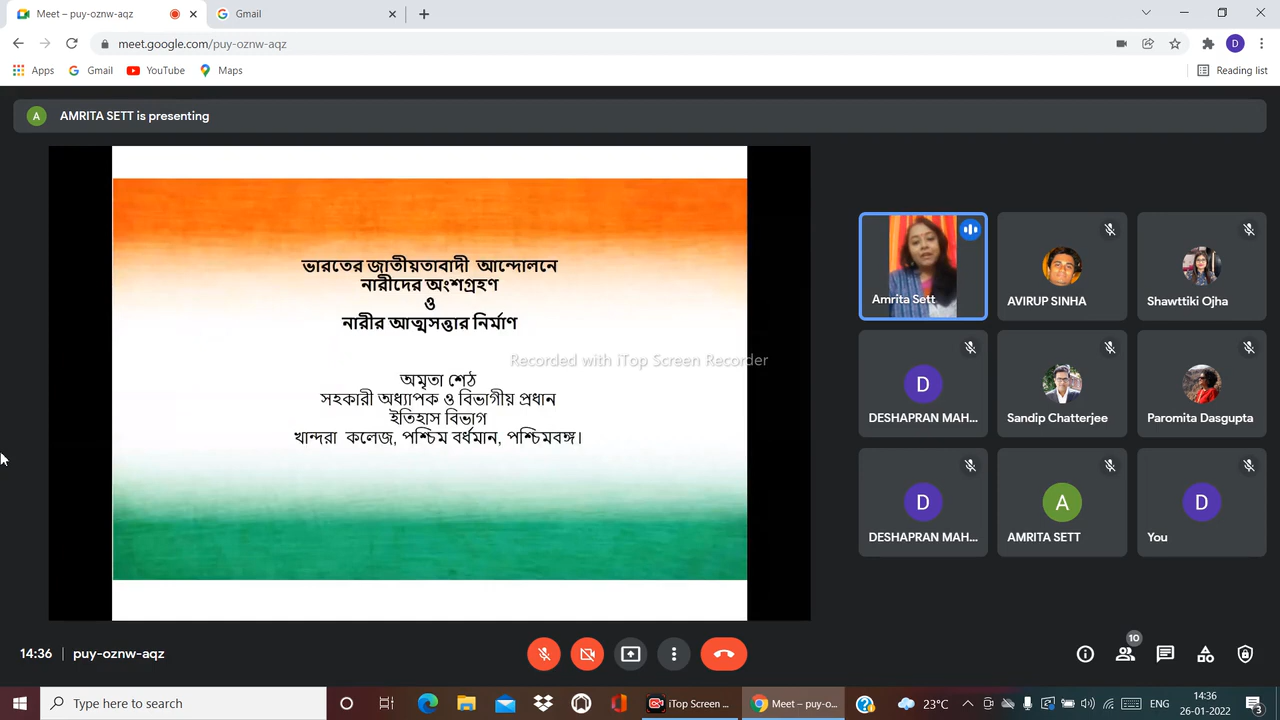 Meet – puy-oznw-aqz
Gmail
meet.google.com/puy-oznw-aqz
Apps
Gmail
YouTube
Maps
Reading list
A
AMRITA SETT is presenting
ভারতের জাতীয়তাবাদী আন্দোলনে
নারীদের অংশগ্রহণ
ও
নারীর আত্মসত্তার নির্মাণ
Recorded with iTop Screen Recorder
অমৃতা শেঠ
সহকারী অধ্যাপক ও বিভাগীয় প্রধান
ইতিহাস বিভাগ
খান্দরা কলেজ, পশ্চিম বর্ধমান, পশ্চিমবঙ্গ।
Amrita Sett
AVIRUP SINHA
Shawttiki Ojha
D
DESHAPRAN MAH...
Sandip Chatterjee
Paromita Dasgupta
D
DESHAPRAN MAH...
A
AMRITA SETT
D
You
14:36 | puy-oznw-aqz
10
Type here to search
iTop Screen ...
Meet – puy-o...
23°C
ENG
14:36
26-01-2022
3